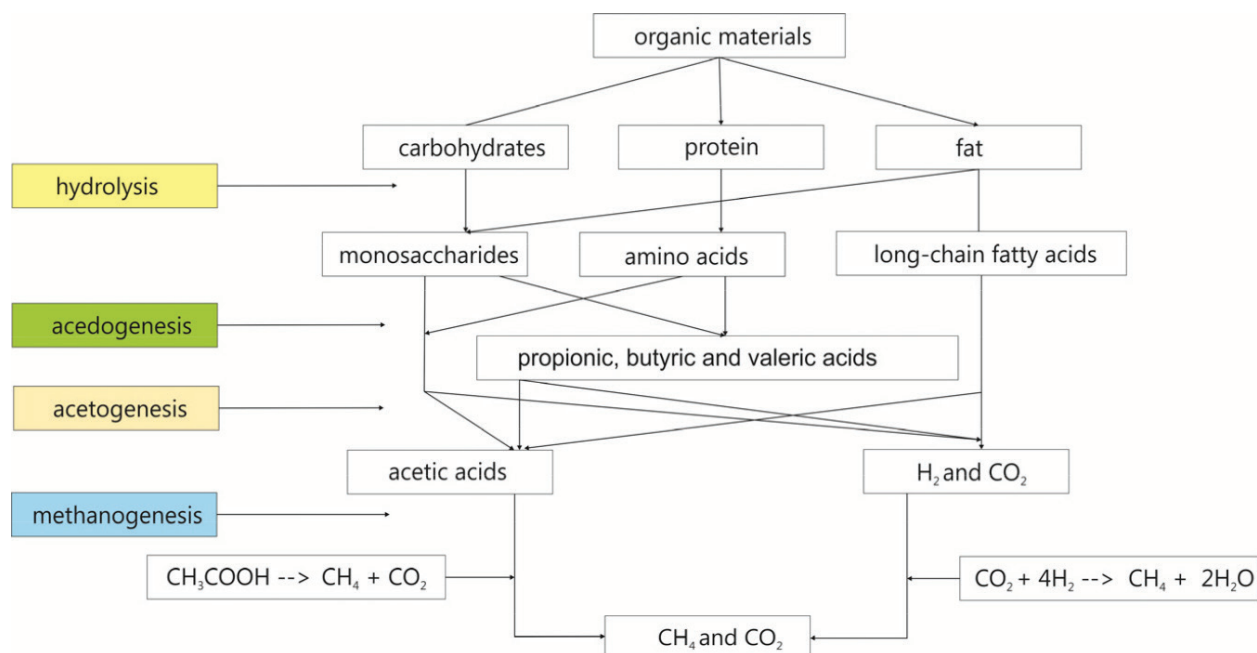 organic materials
carbohydrates
protein
fat
hydrolysis
monosaccharides
amino acids
long-chain fatty acids
acedogenesis
propionic, butyric and valeric acids
acetogenesis
acetic acids
H₂ and CO₂
methanogenesis
CH₃COOH --> CH₄ + CO₂
CO₂ + 4H₂ --> CH₄ + 2H₂O
CH₄ and CO₂